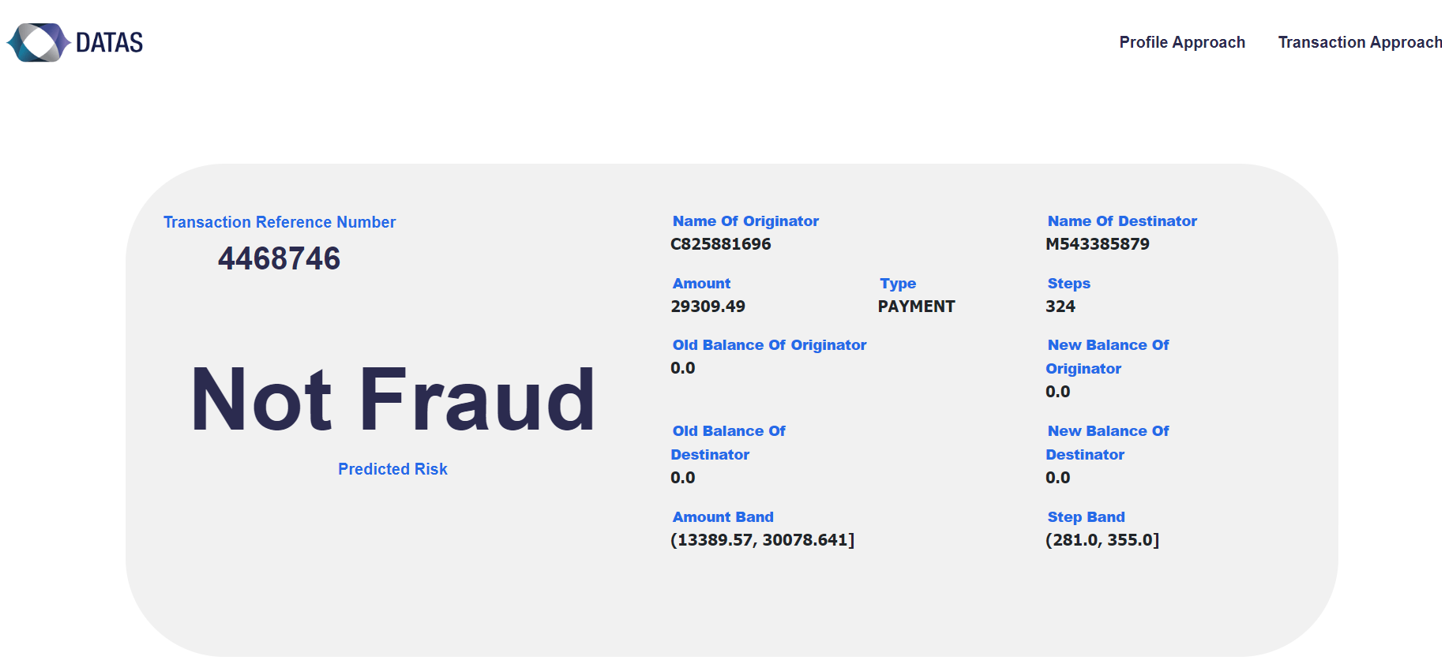 DATAS
Profile Approach
Transaction Approach
Transaction Reference Number
4468746
Not Fraud
Predicted Risk
Name Of Originator
C825881696
Name Of Destinator
M543385879
Amount
29309.49
Type
PAYMENT
Steps
324
Old Balance Of Originator
0.0
New Balance Of
Originator
0.0
Old Balance Of
Destinator
0.0
New Balance Of
Destinator
0.0
Amount Band
(13389.57, 30078.641]
Step Band
(281.0, 355.0]